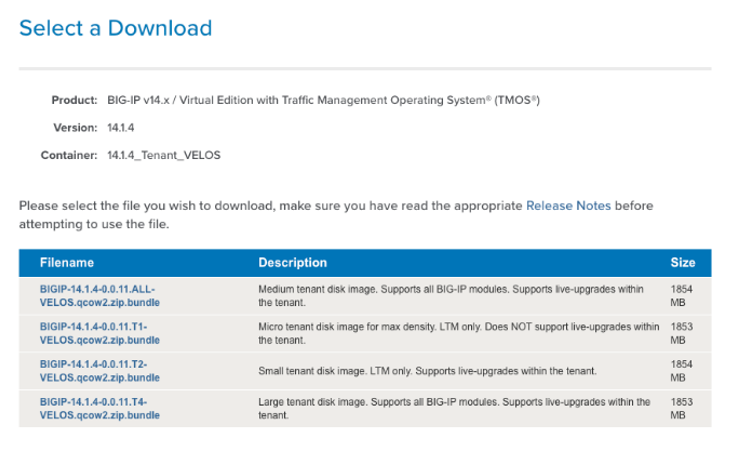 Select a Download
Product: BIG-IP v14.x / Virtual Edition with Traffic Management Operating System® (TMOS®)
Version: 14.1.4
Container: 14.1.4_Tenant_VELOS
Please select the file you wish to download, make sure you have read the appropriate Release Notes before
attempting to use the file.
Filename Description Size
BIGIP-14.1.4-0.0.11.ALL- Medium tenant disk image. Supports all BIG-IP modules. Supports live-upgrades within 1854
VELOS.qcow2.zip.bundle the tenant. MB
BIGIP-14.1.4-0.0.11.T1- Micro tenant disk image for max density. LTM only. Does NOT support live-upgrades within 1853
VELOS.qcow2.zip.bundle the tenant. MB
BIGIP-14.1.4-0.0.11.T2- Small tenant disk image. LTM only. Supports live-upgrades within the tenant. 1854
VELOS.qcow2.zip.bundle MB
BIGIP-14.1.4-0.0.11.T4- Large tenant disk image. Supports all BIG-IP modules. Supports live-upgrades within the 1853
VELOS.qcow2.zip.bundle tenant. MB